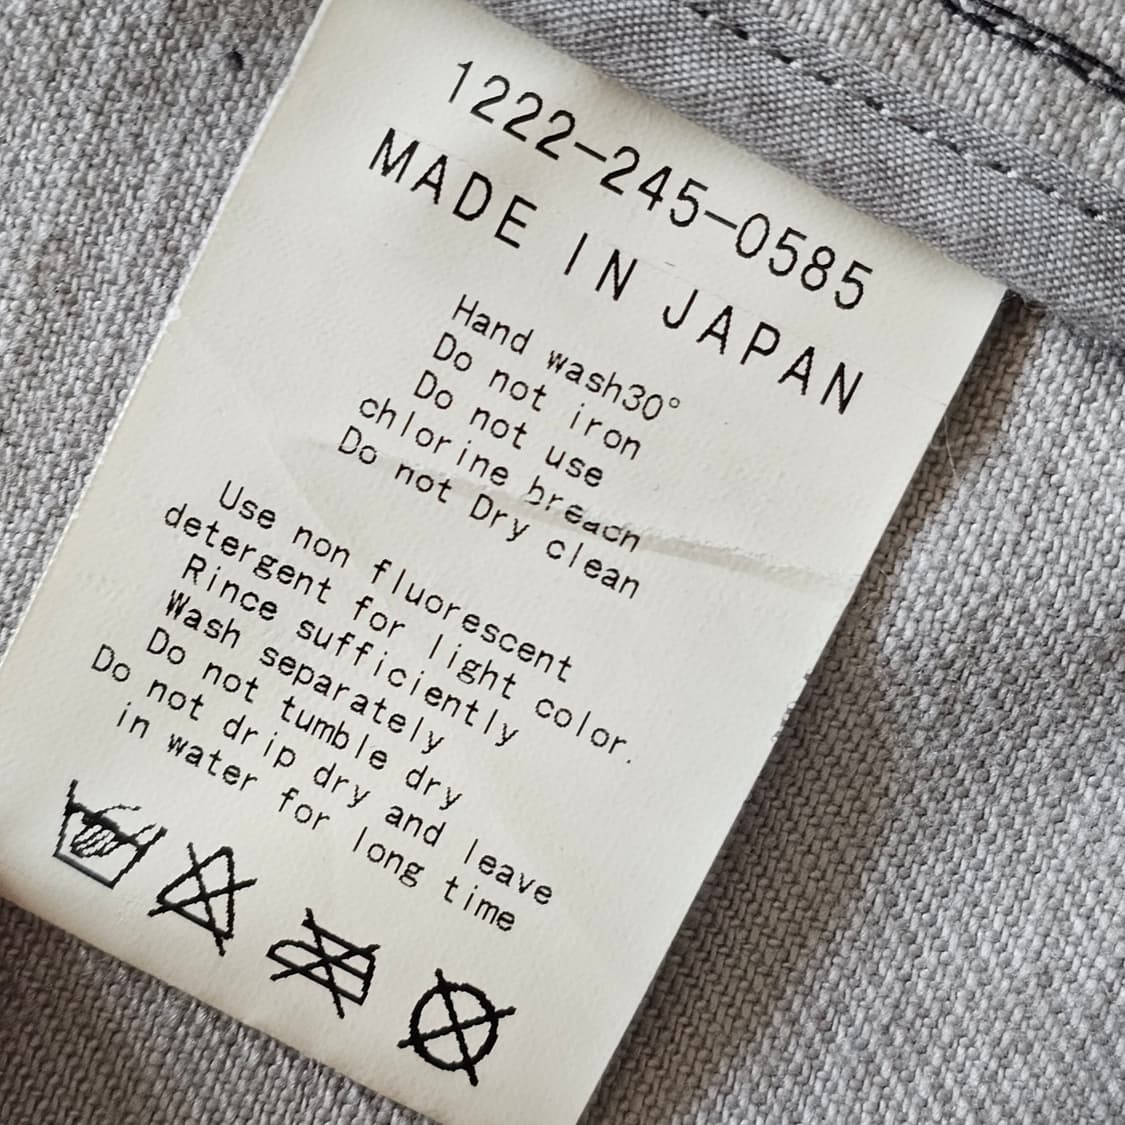 1222-245-0585
MADE IN JAPAN
Hand wash30°
Do not iron
Do not use
chlorine breach
Do not Dry clean
Use non fluorescent
detergent for light color.
Rince sufficiently
Wash separately
Do not tumble dry
Do not drip dry and leave
in water for long time